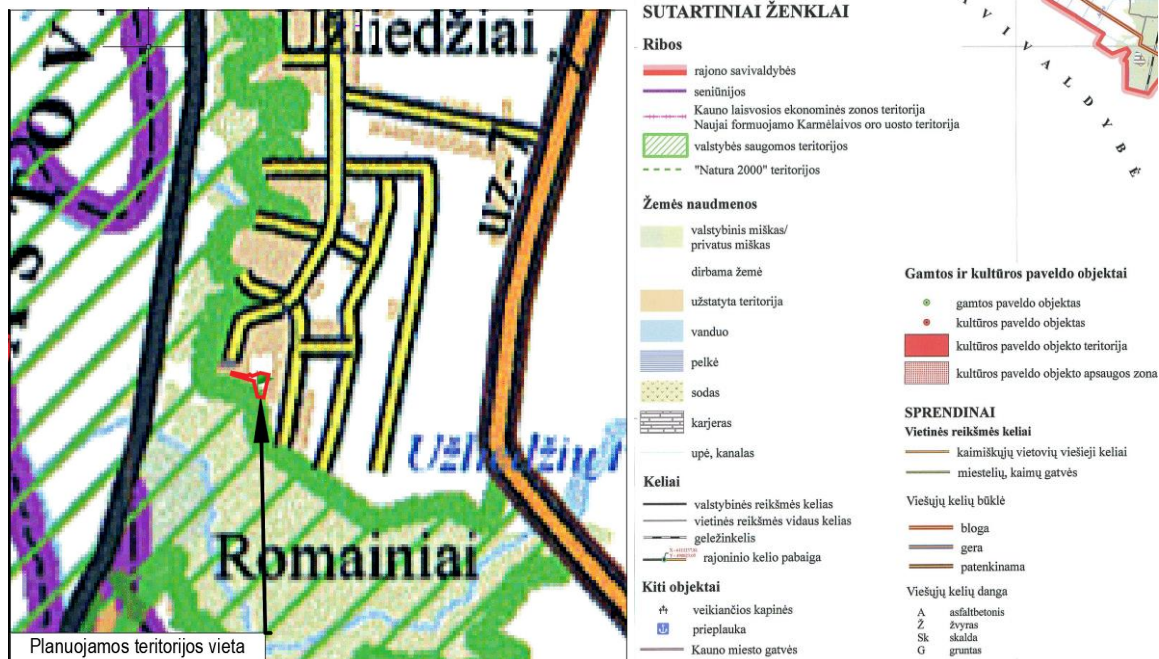 Užliedžiai
UZ-1
Romainiai
Planuojamos teritorijos vieta
SUTARTINIAI ŽENKLAI
Ribos
rajono savivaldybės
seniūnijos
Kauno laisvosios ekonominės zonos teritorija
Naujai formuojamo Karmėlaivos oro uosto teritorija
valstybės saugomos teritorijos
"Natura 2000" teritorijos
Žemės naudmenos
valstybinis miškas/
privatus miškas
dirbama žemė
užstatyta teritorija
vanduo
pelkė
sodas
karjeras
upė, kanalas
Keliai
valstybinės reikšmės kelias
vietinės reikšmės vidaus kelias
geležinkelis
rajoninio kelio pabaiga
Kiti objektai
veikiančios kapinės
prieplauka
Kauno miesto gatvės
V I V A L D Y B Ė
Gamtos ir kultūros paveldo objektai
gamtos paveldo objektas
kultūros paveldo objektas
kultūros paveldo objekto teritorija
kultūros paveldo objekto apsaugos zona
SPRENDINAI
Vietinės reikšmės keliai
kaimiškųjų vietovių viešieji keliai
miestelių, kaimų gatvės
Viešųjų kelių būklė
bloga
gera
patenkinama
Viešųjų kelių danga
A asfaltbetonis
Ž žvyras
Sk skalda
G gruntas